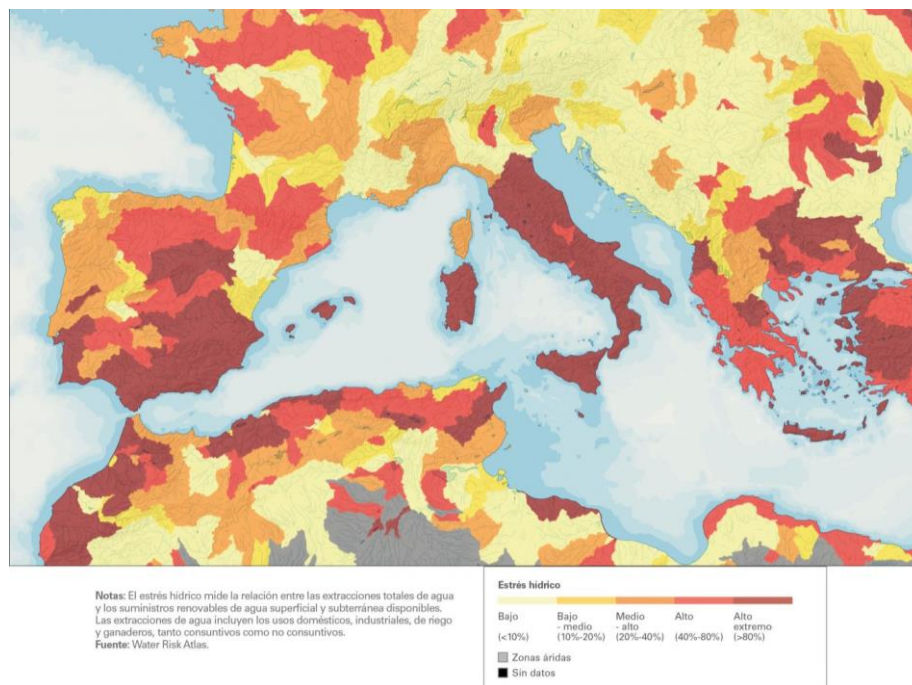 Notas: El estrés hídrico mide la relación entre las extracciones totales de agua
y los suministros renovables de agua superficial y subterránea disponibles.
Las extracciones de agua incluyen los usos domésticos, industriales, de riego
y ganaderos, tanto consuntivos como no consuntivos.
Fuente: Water Risk Atlas.
Estrés hídrico
Bajo
(<10%)
Bajo
- medio
(10%-20%)
Medio
- alto
(20%-40%)
Alto
(40%-80%)
Alto
extremo
(>80%)
Zonas áridas
Sin datos